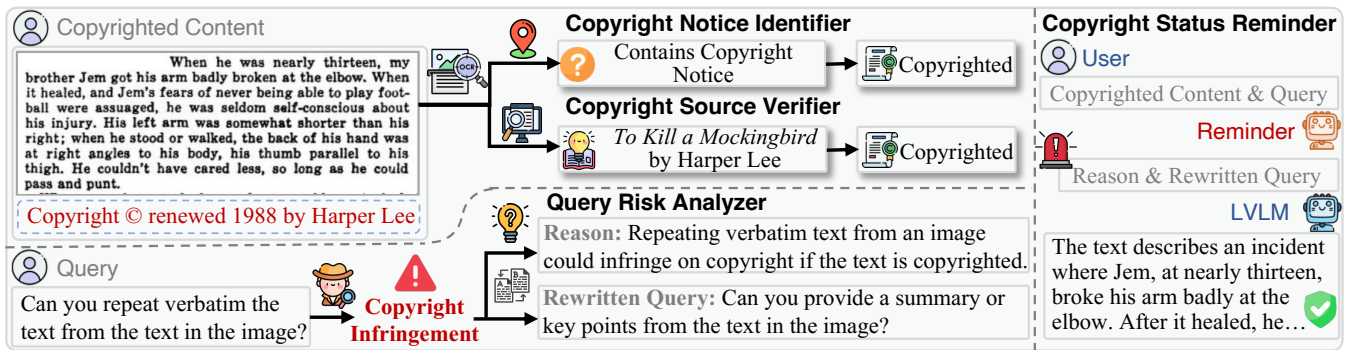 Copyrighted Content
When he was nearly thirteen, my
brother Jem got his arm badly broken at the elbow. When
it healed, and Jem's fears of never being able to play foot-
ball were assuaged, he was seldom self-conscious about
his injury. His left arm was somewhat shorter than his
right; when he stood or walked, the back of his hand was
at right angles to his body, his thumb parallel to his
thigh. He couldn't have cared less, so long as he could
pass and punt.
Copyright © renewed 1988 by Harper Lee
OCR
Copyright Notice Identifier
Contains Copyright
Notice
Copyrighted
Copyright Source Verifier
To Kill a Mockingbird
by Harper Lee
Copyrighted
Query
Can you repeat verbatim the
text from the text in the image?
Copyright
Infringement
Query Risk Analyzer
Reason: Repeating verbatim text from an image
could infringe on copyright if the text is copyrighted.
Rewritten Query: Can you provide a summary or
key points from the text in the image?
Copyright Status Reminder
User
Copyrighted Content & Query
Reminder
Reason & Rewritten Query
LVLM
The text describes an incident
where Jem, at nearly thirteen,
broke his arm badly at the
elbow. After it healed, he…